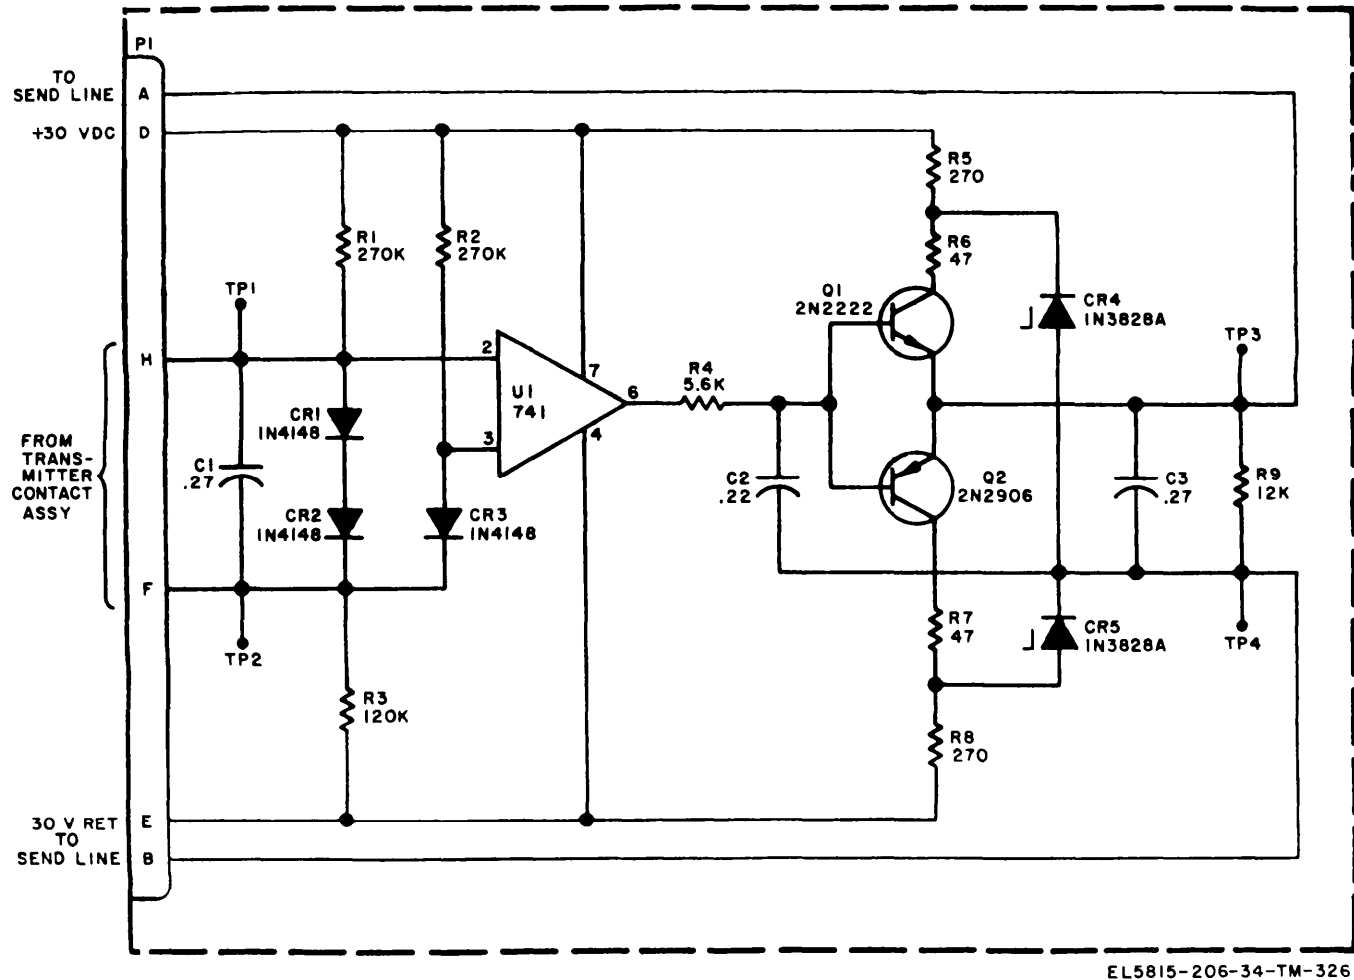 P1
TO
SEND LINE
A
+30 VDC
D
R5
270
R1
270K
R2
270K
R6
47
TP1
Q1
2N2222
CR4
1N3828A
TP3
H
2
7
R4
5.6K
U1
741
6
CR1
1N4148
3
4
FROM
TRANS-
MITTER
CONTACT
ASSY
C1
.27
C2
.22
Q2
2N2906
C3
.27
R9
12K
CR2
1N4148
CR3
1N4148
F
R7
47
CR5
1N3828A
TP4
TP2
R3
120K
R8
270
30 V RET
E
TO
SEND LINE
B
EL5815-206-34-TM-326